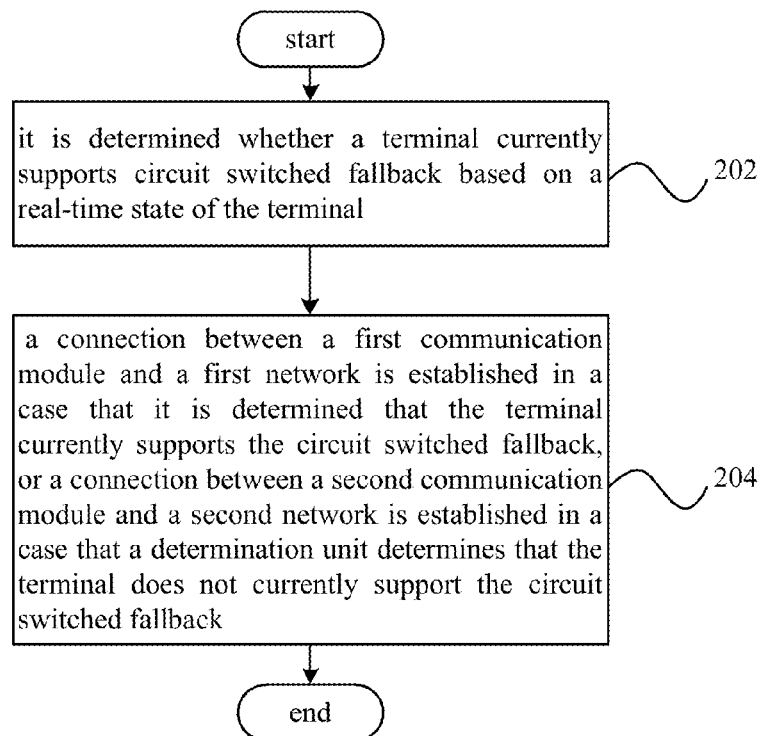 start
it is determined whether a terminal currently
supports circuit switched fallback based on a
real-time state of the terminal
202
a connection between a first communication
module and a first network is established in a
case that it is determined that the terminal
currently supports the circuit switched fallback,
or a connection between a second communication
module and a second network is established in a
case that a determination unit determines that the
terminal does not currently support the circuit
switched fallback
204
end